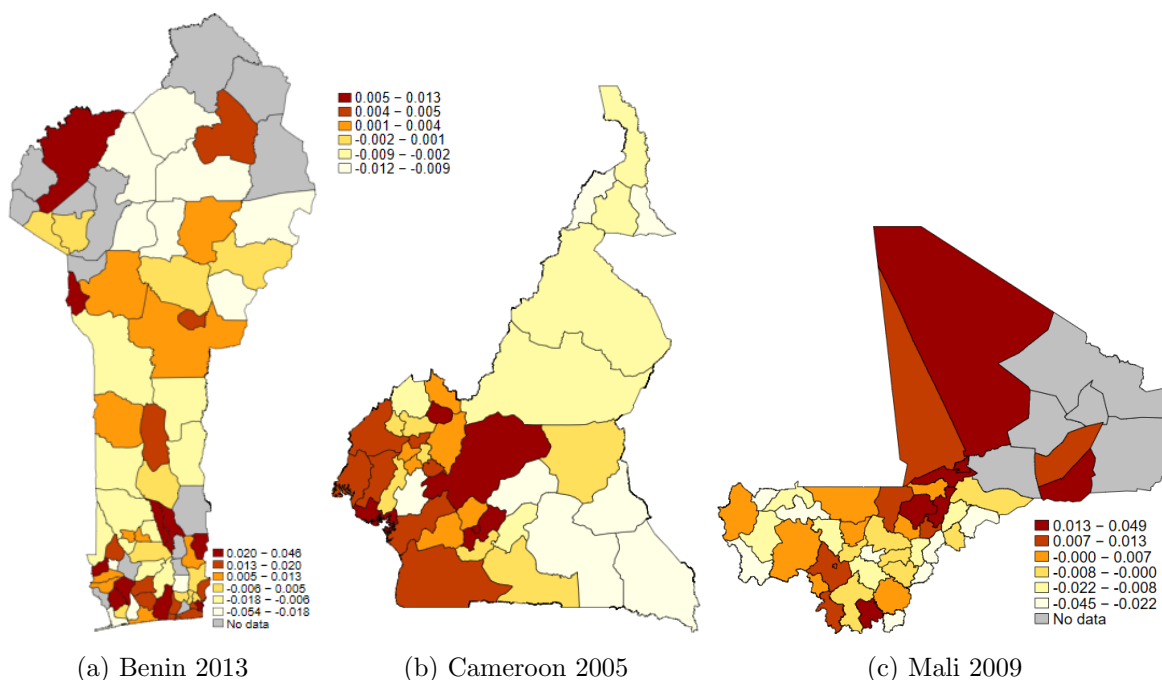 0.020 – 0.046
0.013 – 0.020
0.005 – 0.013
-0.006 – 0.005
-0.018 – -0.006
-0.054 – -0.018
No data
(a) Benin 2013
0.005 – 0.013
0.004 – 0.005
0.001 – 0.004
-0.002 – 0.001
-0.009 – -0.002
-0.012 – -0.009
(b) Cameroon 2005
0.013 – 0.049
0.007 – 0.013
-0.000 – 0.007
-0.008 – -0.000
-0.022 – -0.008
-0.045 – -0.022
No data
(c) Mali 2009